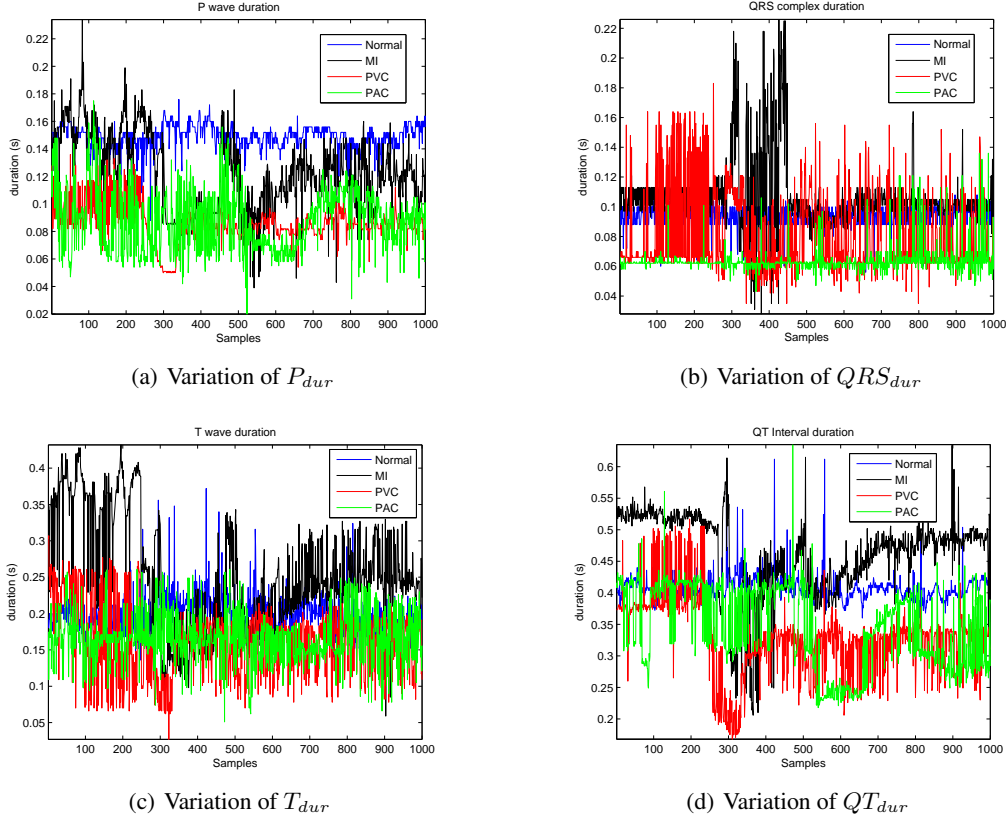 P wave duration
QRS complex duration
0.22
0.2
0.18
0.16
0.14
0.12
0.1
0.08
0.06
0.04
0.02
duration (s)
Normal
MI
PVC
PAC
100 200 300 400 500 600 700 800 900 1000
Samples
0.22
0.2
0.18
0.16
0.14
0.12
0.1
0.08
0.06
0.04
duration (s)
Normal
MI
PVC
PAC
100 200 300 400 500 600 700 800 900 1000
Samples
(a) Variation of P_dur
(b) Variation of QRS_dur
T wave duration
QT Interval duration
0.4
0.35
0.3
0.25
0.2
0.15
0.1
0.05
duration (s)
Normal
MI
PVC
PAC
100 200 300 400 500 600 700 800 900 1000
Samples
0.6
0.55
0.5
0.45
0.4
0.35
0.3
0.25
0.2
duration (s)
Normal
MI
PVC
PAC
100 200 300 400 500 600 700 800 900 1000
Samples
(c) Variation of T_dur
(d) Variation of QT_dur